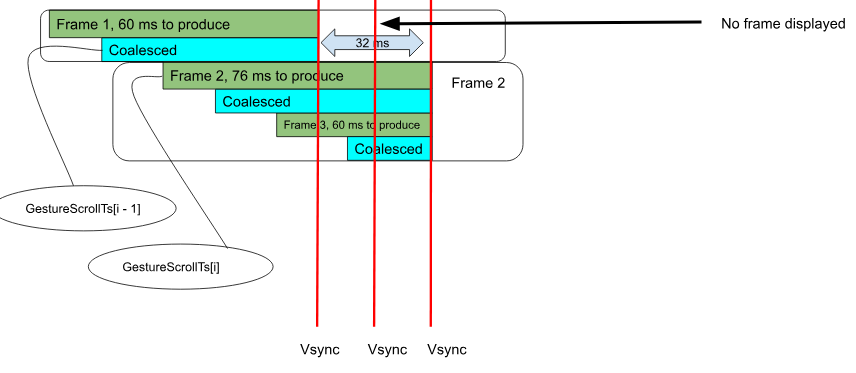 Frame 1, 60 ms to produce
No frame displayed
Coalesced
32 ms
Frame 2, 76 ms to produce
Frame 2
Coalesced
Frame 3, 60 ms to produce
Coalesced
GestureScrollTs[i - 1]
GestureScrollTs[i]
Vsync Vsync Vsync